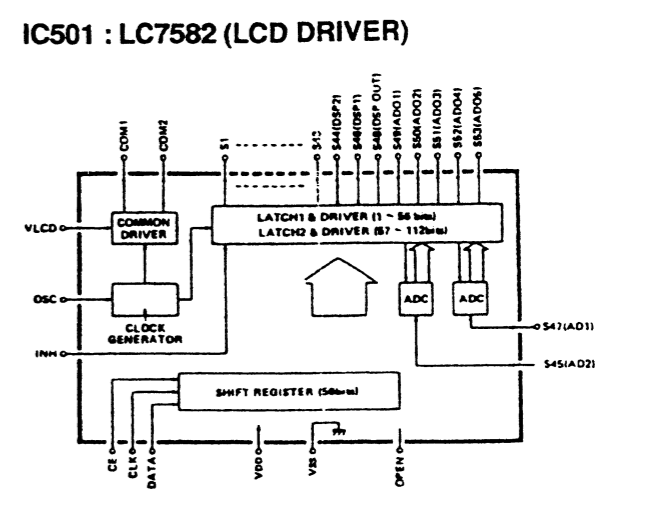 IC501 : LC7582 (LCD DRIVER)
COM1
COM2
S1
S43
S44(DSP2)
S46(DSP1)
S48(DSP OUT)
S49(ADO1)
S50(ADO2)
S51(ADO3)
S52(ADO4)
S53(ADO5)
VLCD
COMMON
DRIVER
LATCH1 & DRIVER (1 ~ 56 bits)
LATCH2 & DRIVER (57 ~ 112bits)
OSC
CLOCK
GENERATOR
ADC
ADC
INH
S47(AD1)
S45(AD2)
SHIFT REGISTER (56bits)
CE
CLK
DATA
VDD
VSS
OPEN